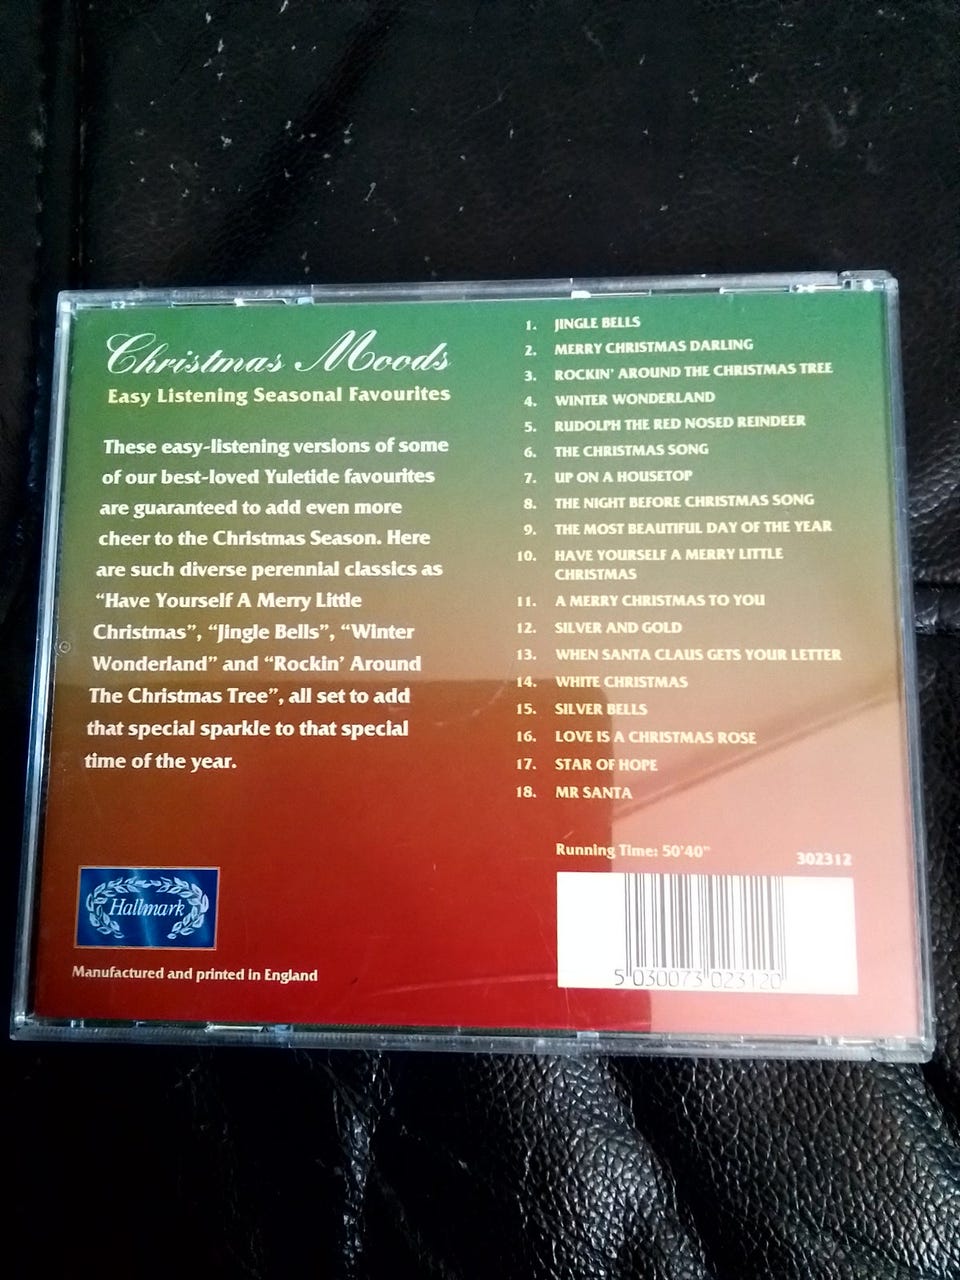 Christmas Moods
Easy Listening Seasonal Favourites
These easy-listening versions of some
of our best-loved Yuletide favourites
are guaranteed to add even more
cheer to the Christmas Season. Here
are such diverse perennial classics as
“Have Yourself A Merry Little
Christmas”, “Jingle Bells”, “Winter
Wonderland” and “Rockin’ Around
The Christmas Tree”, all set to add
that special sparkle to that special
time of the year.
Hallmark
Manufactured and printed in England
1. JINGLE BELLS
2. MERRY CHRISTMAS DARLING
3. ROCKIN’ AROUND THE CHRISTMAS TREE
4. WINTER WONDERLAND
5. RUDOLPH THE RED NOSED REINDEER
6. THE CHRISTMAS SONG
7. UP ON A HOUSETOP
8. THE NIGHT BEFORE CHRISTMAS SONG
9. THE MOST BEAUTIFUL DAY OF THE YEAR
10. HAVE YOURSELF A MERRY LITTLE
CHRISTMAS
11. A MERRY CHRISTMAS TO YOU
12. SILVER AND GOLD
13. WHEN SANTA CLAUS GETS YOUR LETTER
14. WHITE CHRISTMAS
15. SILVER BELLS
16. LOVE IS A CHRISTMAS ROSE
17. STAR OF HOPE
18. MR SANTA
Running Time: 50'40"
302312
5 030073 023120